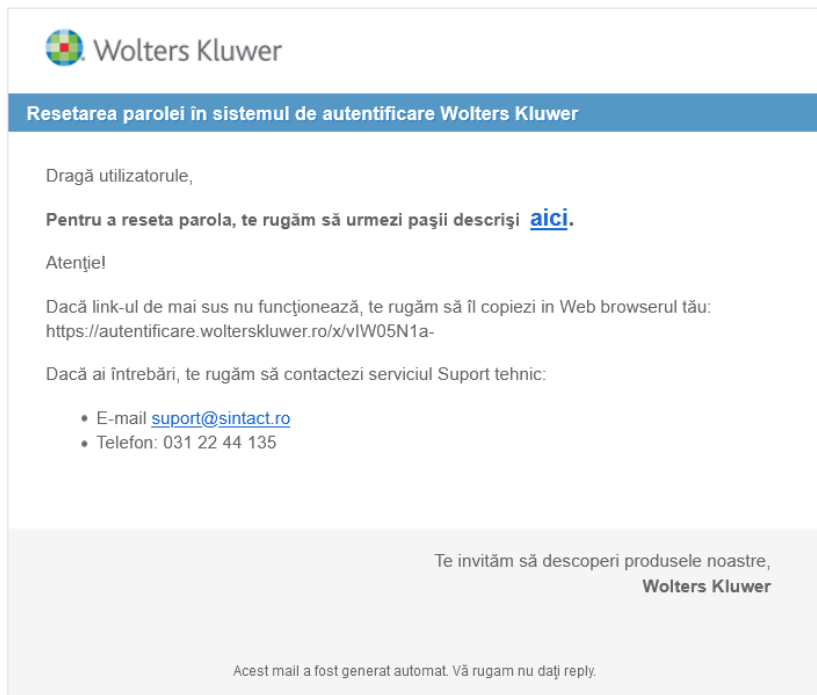 Wolters Kluwer
Resetarea parolei în sistemul de autentificare Wolters Kluwer
Dragă utilizatorule,
Pentru a reseta parola, te rugăm să urmezi paşii descrişi aici.
Atenţie!
Dacă link-ul de mai sus nu funcţionează, te rugăm să îl copiezi in Web browserul tău:
https://autentificare.wolterskluwer.ro/x/vIW05N1a-
Dacă ai întrebări, te rugăm să contactezi serviciul Suport tehnic:
• E-mail suport@sintact.ro
• Telefon: 031 22 44 135
Te invităm să descoperi produsele noastre,
Wolters Kluwer
Acest mail a fost generat automat. Vă rugam nu daţi reply.